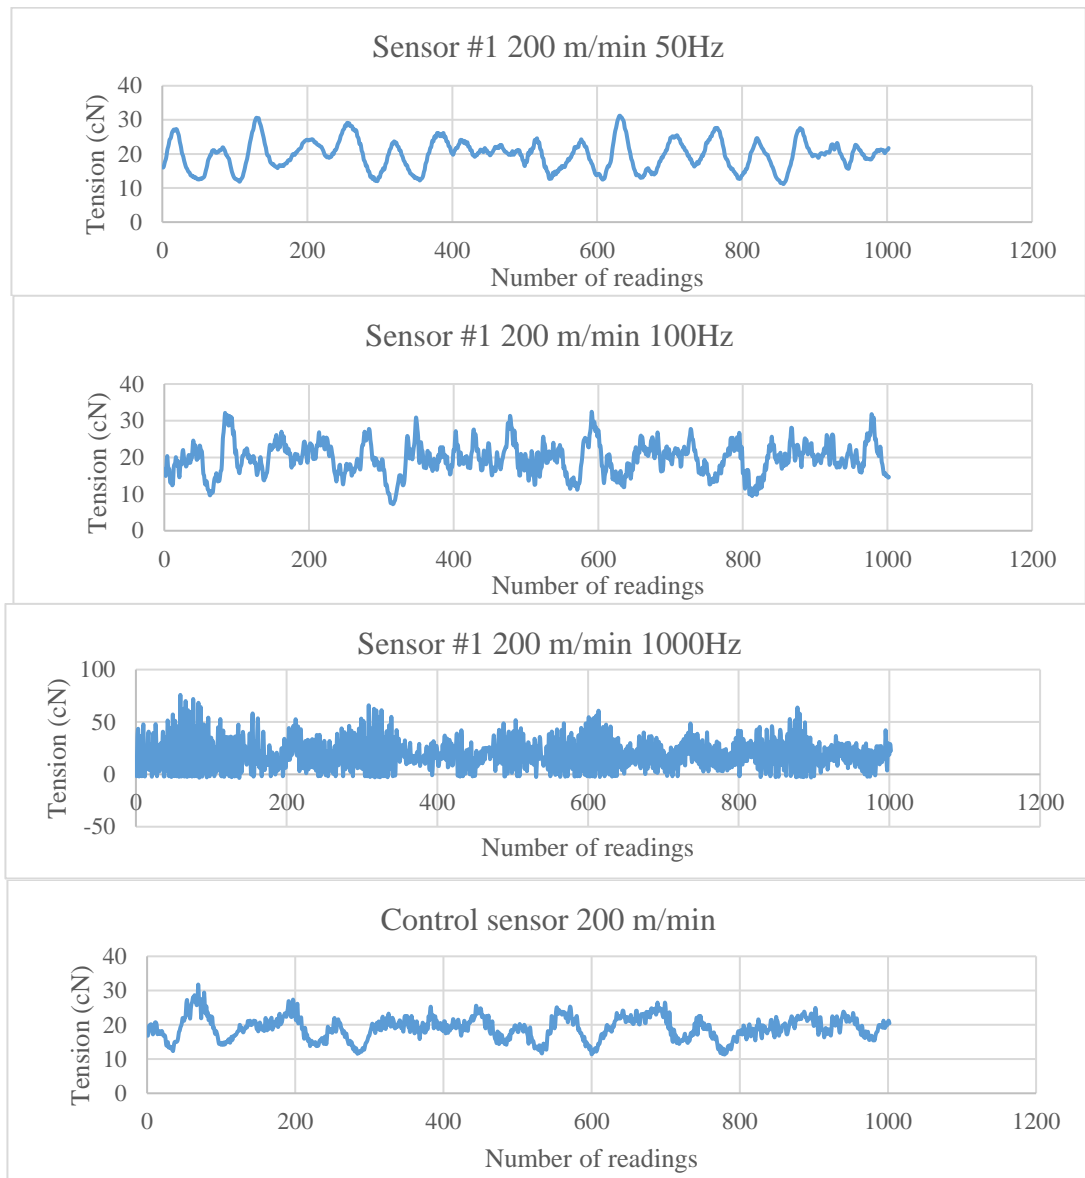 Sensor #1 200 m/min 50Hz
Tension (cN)
40
30
20
10
0
0 200 400 600 800 1000 1200
Number of readings
Sensor #1 200 m/min 100Hz
Tension (cN)
40
30
20
10
0
0 200 400 600 800 1000 1200
Number of readings
Sensor #1 200 m/min 1000Hz
Tension (cN)
100
50
0
-50
0 200 400 600 800 1000 1200
Number of readings
Control sensor 200 m/min
Tension (cN)
40
30
20
10
0
0 200 400 600 800 1000 1200
Number of readings